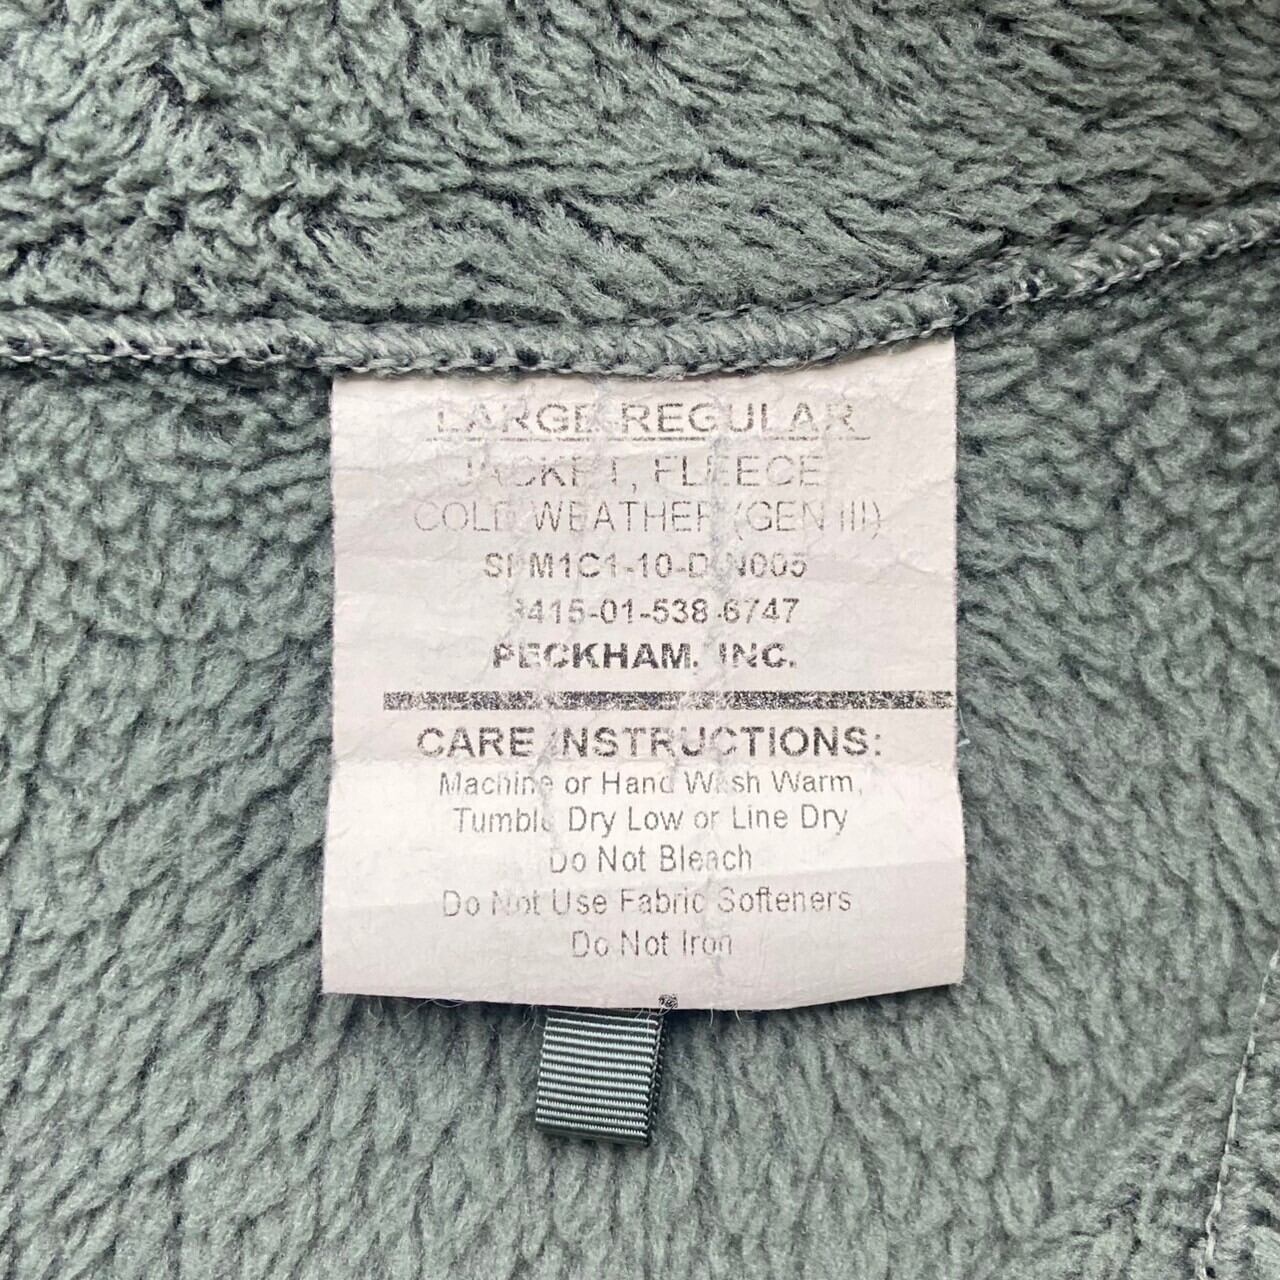 LARGE-REGULAR
JACKET, FLEECE
COLD WEATHER (GEN III)
SPM1C1-10-D-N005
8415-01-538-6747
PECKHAM, INC.
CARE INSTRUCTIONS:
Machine or Hand Wash Warm,
Tumble Dry Low or Line Dry
Do Not Bleach
Do Not Use Fabric Softeners
Do Not Iron